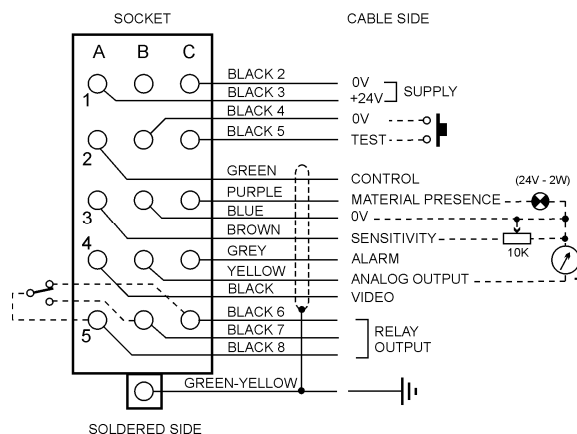 SOCKET
CABLE SIDE
A B C
BLACK 2 0V
1 BLACK 3 +24V SUPPLY
BLACK 4 0V
2 BLACK 5 TEST
GREEN CONTROL (24V - 2W)
PURPLE MATERIAL PRESENCE
3 BLUE 0V
BROWN SENSITIVITY 10K
4 GREY ALARM
YELLOW ANALOG OUTPUT
BLACK VIDEO
5 BLACK 6
BLACK 7 RELAY
BLACK 8 OUTPUT
GREEN-YELLOW
SOLDERED SIDE